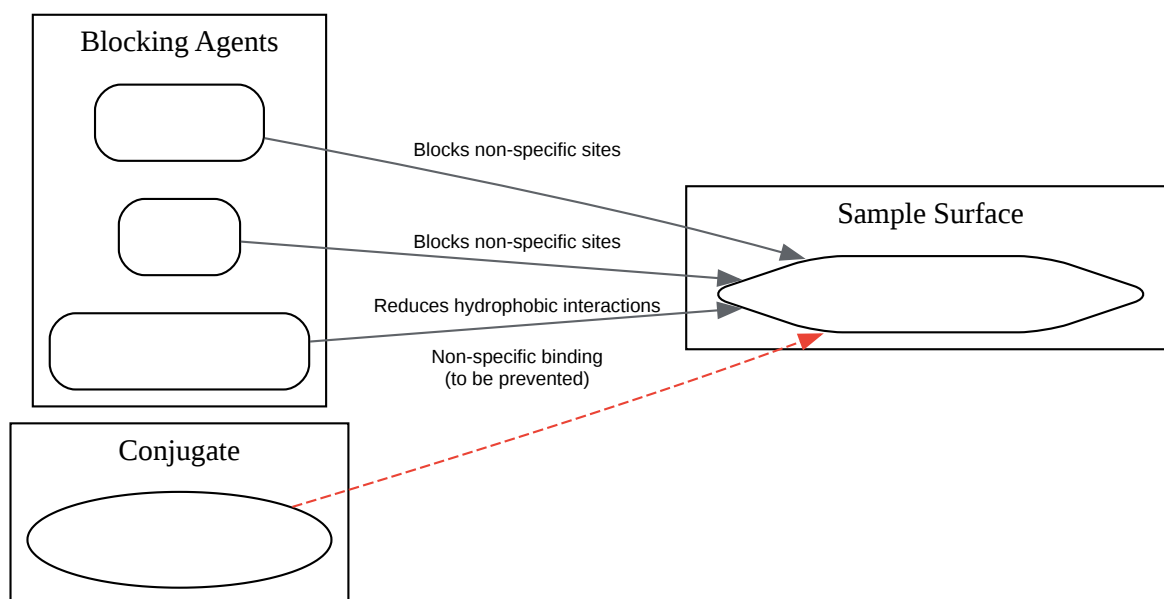 Blocking Agents
Blocks non-specific sites
Sample Surface
Blocks non-specific sites
Reduces hydrophobic interactions
Non-specific binding
(to be prevented)
Conjugate